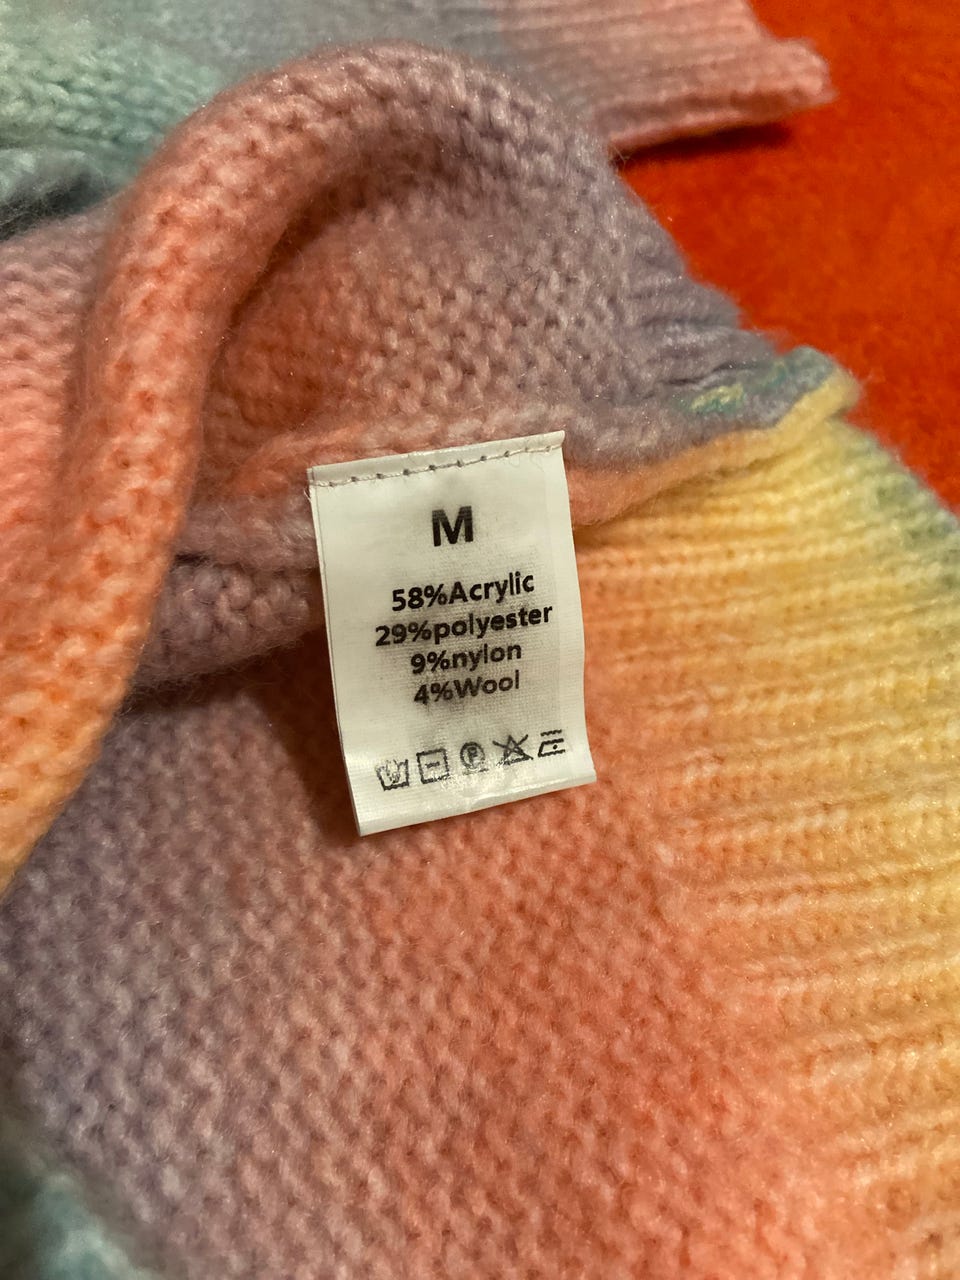 M
58%Acrylic
29%polyester
9%nylon
4%Wool
P